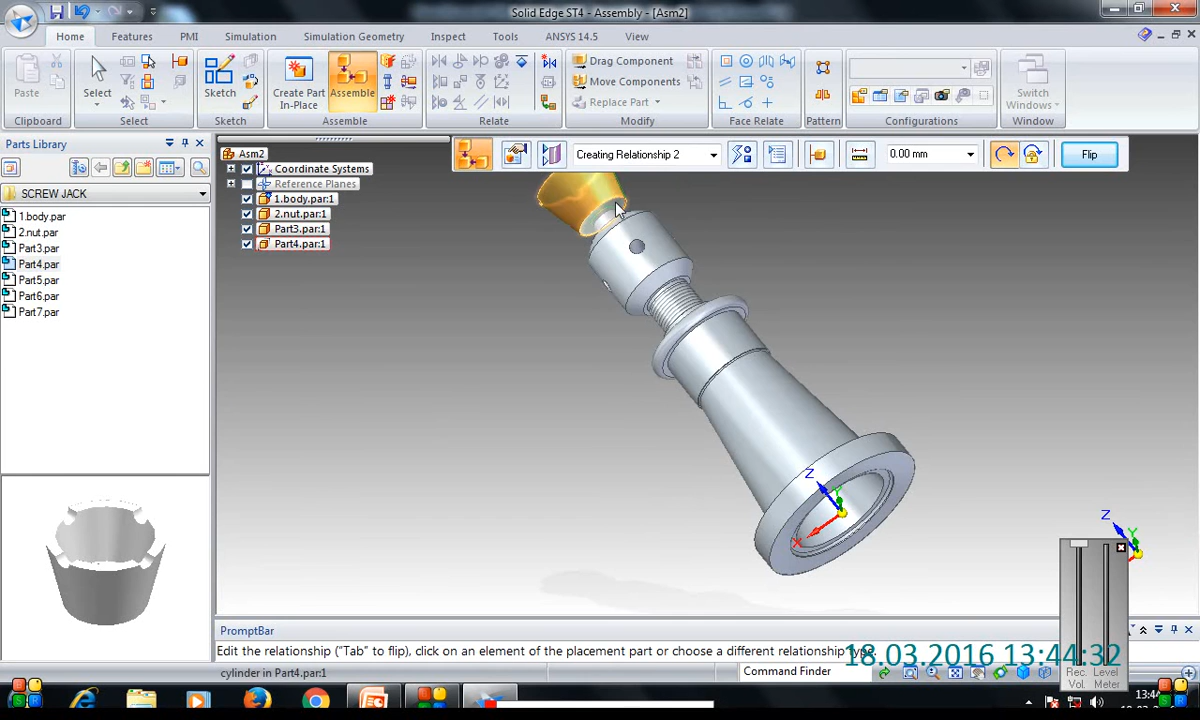 Solid Edge ST4 - Assembly - [Asm2]
Home Features PMI Simulation Simulation Geometry Inspect Tools ANSYS 14.5 View
Paste
Select
Sketch
Create Part In-Place
Assemble
Drag Component
Move Components
Replace Part
Switch Windows
Clipboard Select Sketch Assemble Relate Modify Face Relate Pattern Configurations Window
Parts Library
SCREW JACK
1.body.par
2.nut.par
Part3.par
Part4.par
Part5.par
Part6.par
Part7.par
Asm2
Coordinate Systems
Reference Planes
1.body.par:1
2.nut.par:1
Part3.par:1
Part4.par:1
Creating Relationship 2
0.00 mm
Flip
Z
Y
X
Z
Y
Rec. Vol.
Level Meter
PromptBar
Edit the relationship ("Tab" to flip), click on an element of the placement part or choose a different relationship type.
18.03.2016 13:44:32
cylinder in Part4.par:1
Command Finder
13:44